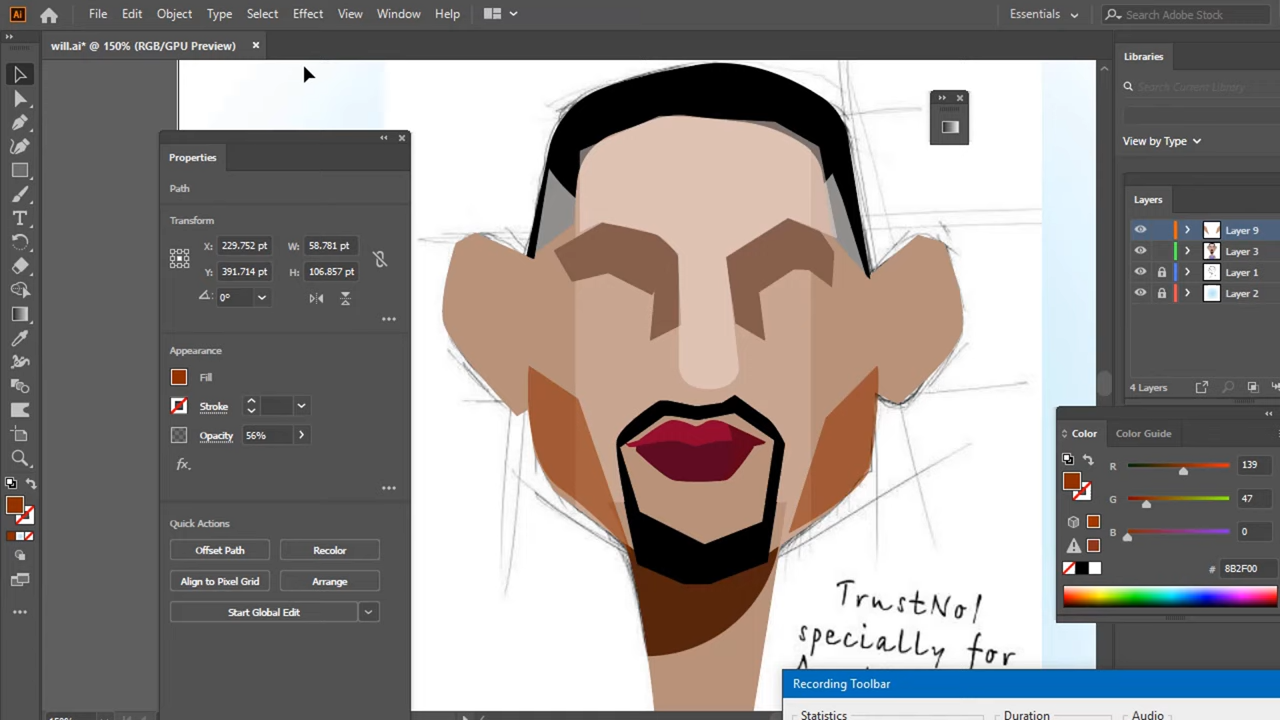 Ai File Edit Object Type Select Effect View Window Help Essentials Search Adobe Stock
will.ai* @ 150% (RGB/GPU Preview)
Libraries
Search Current Library
View by Type
Properties
Path
Transform
X: 229.752 pt W: 58.781 pt
Y: 391.714 pt H: 106.857 pt
0°
Appearance
Fill
Stroke
Opacity 56%
fx.
Quick Actions
Offset Path Recolor
Align to Pixel Grid Arrange
Start Global Edit
Layers
Layer 9
Layer 3
Layer 1
Layer 2
4 Layers
Color Color Guide
R 139
G 47
B 0
# 8B2F00
TrustNo1
specially for
Recording Toolbar
Statistics Duration Audio
150%